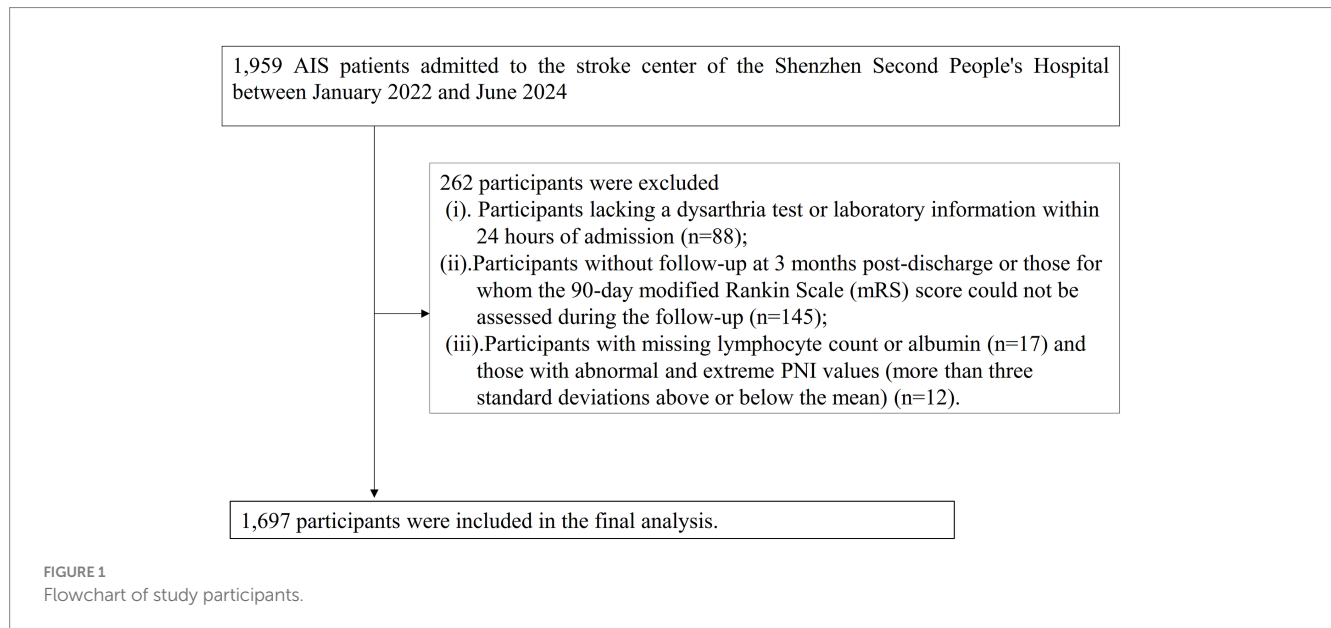 1,959 AIS patients admitted to the stroke center of the Shenzhen Second People's Hospital
between January 2022 and June 2024
262 participants were excluded
(i). Participants lacking a dysarthria test or laboratory information within
24 hours of admission (n=88);
(ii).Participants without follow-up at 3 months post-discharge or those for
whom the 90-day modified Rankin Scale (mRS) score could not be
assessed during the follow-up (n=145);
(iii).Participants with missing lymphocyte count or albumin (n=17) and
those with abnormal and extreme PNI values (more than three
standard deviations above or below the mean) (n=12).
1,697 participants were included in the final analysis.
FIGURE 1
Flowchart of study participants.